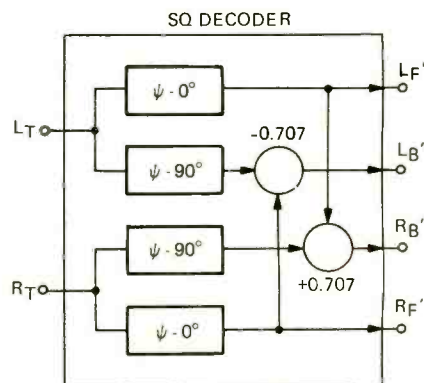 SQ DECODER
ψ - 0°
L_F'
-0.707
L_T
ψ - 90°
L_B'
ψ - 90°
R_B'
+0.707
R_T
ψ - 0°
R_F'